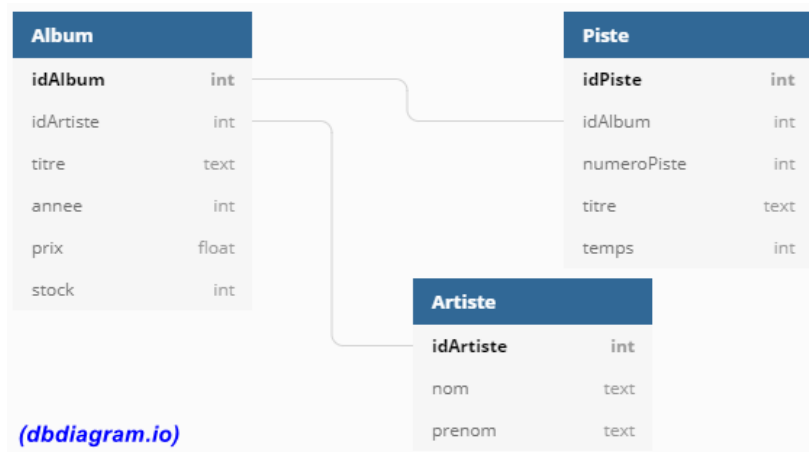 Album
idAlbum int
idArtiste int
titre text
annee int
prix float
stock int
Piste
idPiste int
idAlbum int
numeroPiste int
titre text
temps int
Artiste
idArtiste int
nom text
prenom text
(dbdiagram.io)